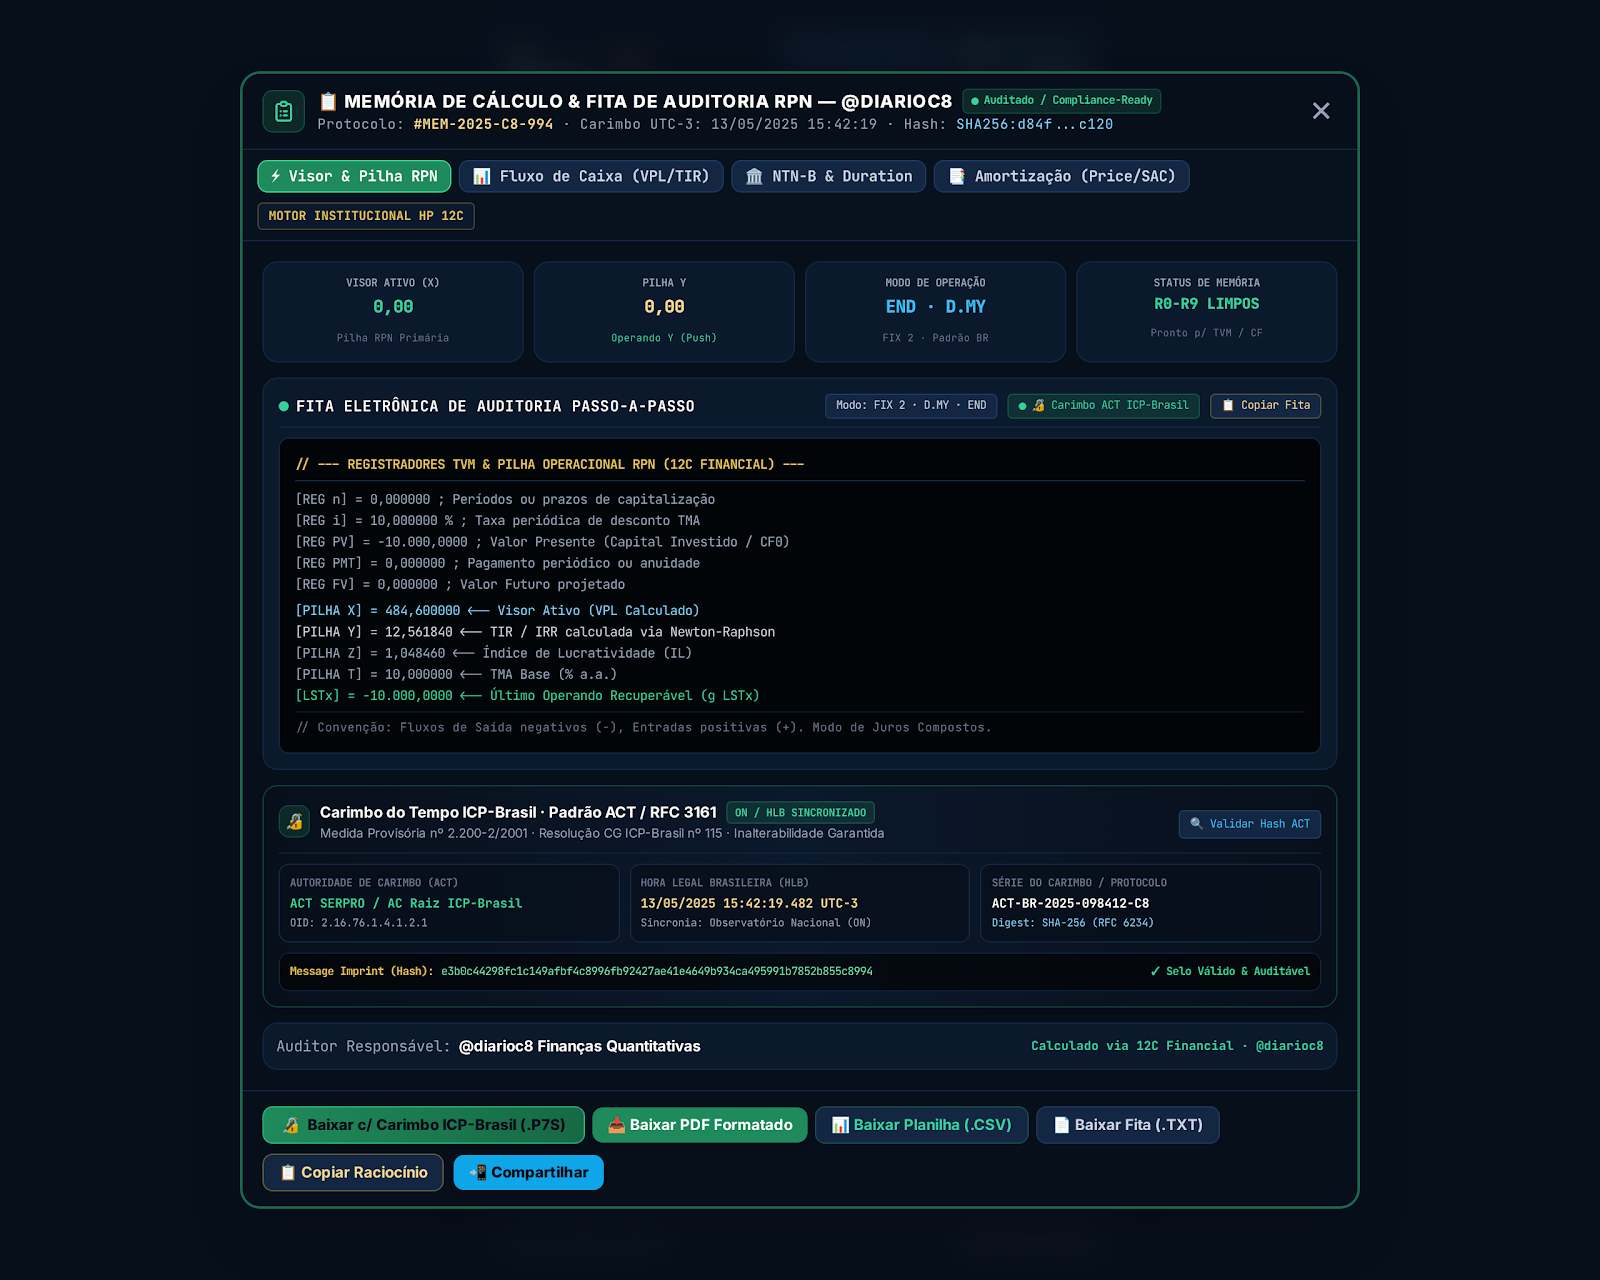 📋 MEMÓRIA DE CÁLCULO & FITA DE AUDITORIA RPN — @DIARIOC8
● Auditado / Compliance-Ready
Protocolo: #MEM-2025-C8-994 · Carimbo UTC-3: 13/05/2025 15:42:19 · Hash: SHA256:d84f...c120
✕
⚡ Visor & Pilha RPN
📊 Fluxo de Caixa (VPL/TIR)
🏛️ NTN-B & Duration
📑 Amortização (Price/SAC)
MOTOR INSTITUCIONAL HP 12C
VISOR ATIVO (X)
0,00
Pilha RPN Primária
PILHA Y
0,00
Operando Y (Push)
MODO DE OPERAÇÃO
END · D.MY
FIX 2 · Padrão BR
STATUS DE MEMÓRIA
R0-R9 LIMPOS
Pronto p/ TVM / CF
● FITA ELETRÔNICA DE AUDITORIA PASSO-A-PASSO
Modo: FIX 2 · D.MY · END
● 🔏 Carimbo ACT ICP-Brasil
📋 Copiar Fita
// --- REGISTRADORES TVM & PILHA OPERACIONAL RPN (12C FINANCIAL) ---
[REG n] = 0,000000 ; Períodos ou prazos de capitalização
[REG i] = 10,000000 % ; Taxa periódica de desconto TMA
[REG PV] = -10.000,0000 ; Valor Presente (Capital Investido / CF0)
[REG PMT] = 0,000000 ; Pagamento periódico ou anuidade
[REG FV] = 0,000000 ; Valor Futuro projetado
[PILHA X] = 484,600000 <-- Visor Ativo (VPL Calculado)
[PILHA Y] = 12,561840 <-- TIR / IRR calculada via Newton-Raphson
[PILHA Z] = 1,048460 <-- Índice de Lucratividade (IL)
[PILHA T] = 10,000000 <-- TMA Base (% a.a.)
[LSTx] = -10.000,0000 <-- Último Operando Recuperável (g LSTx)
// Convenção: Fluxos de Saída negativos (-), Entradas positivas (+). Modo de Juros Compostos.
🔏 Carimbo do Tempo ICP-Brasil · Padrão ACT / RFC 3161
ON / HLB SINCRONIZADO
Medida Provisória nº 2.200-2/2001 · Resolução CG ICP-Brasil nº 115 · Inalterabilidade Garantida
🔍 Validar Hash ACT
AUTORIDADE DE CARIMBO (ACT)
ACT SERPRO / AC Raiz ICP-Brasil
OID: 2.16.76.1.4.1.2.1
HORA LEGAL BRASILEIRA (HLB)
13/05/2025 15:42:19.482 UTC-3
Sincronia: Observatório Nacional (ON)
SÉRIE DO CARIMBO / PROTOCOLO
ACT-BR-2025-098412-C8
Digest: SHA-256 (RFC 6234)
Message Imprint (Hash): e3b0c44298fc1c149afbf4c8996fb92427ae41e4649b934ca495991b7852b855c8994
✓ Selo Válido & Auditável
Auditor Responsável: @diarioc8 Finanças Quantitativas
Calculado via 12C Financial · @diarioc8
🔏 Baixar c/ Carimbo ICP-Brasil (.P7S)
📥 Baixar PDF Formatado
📊 Baixar Planilha (.CSV)
📄 Baixar Fita (.TXT)
📋 Copiar Raciocínio
📲 Compartilhar